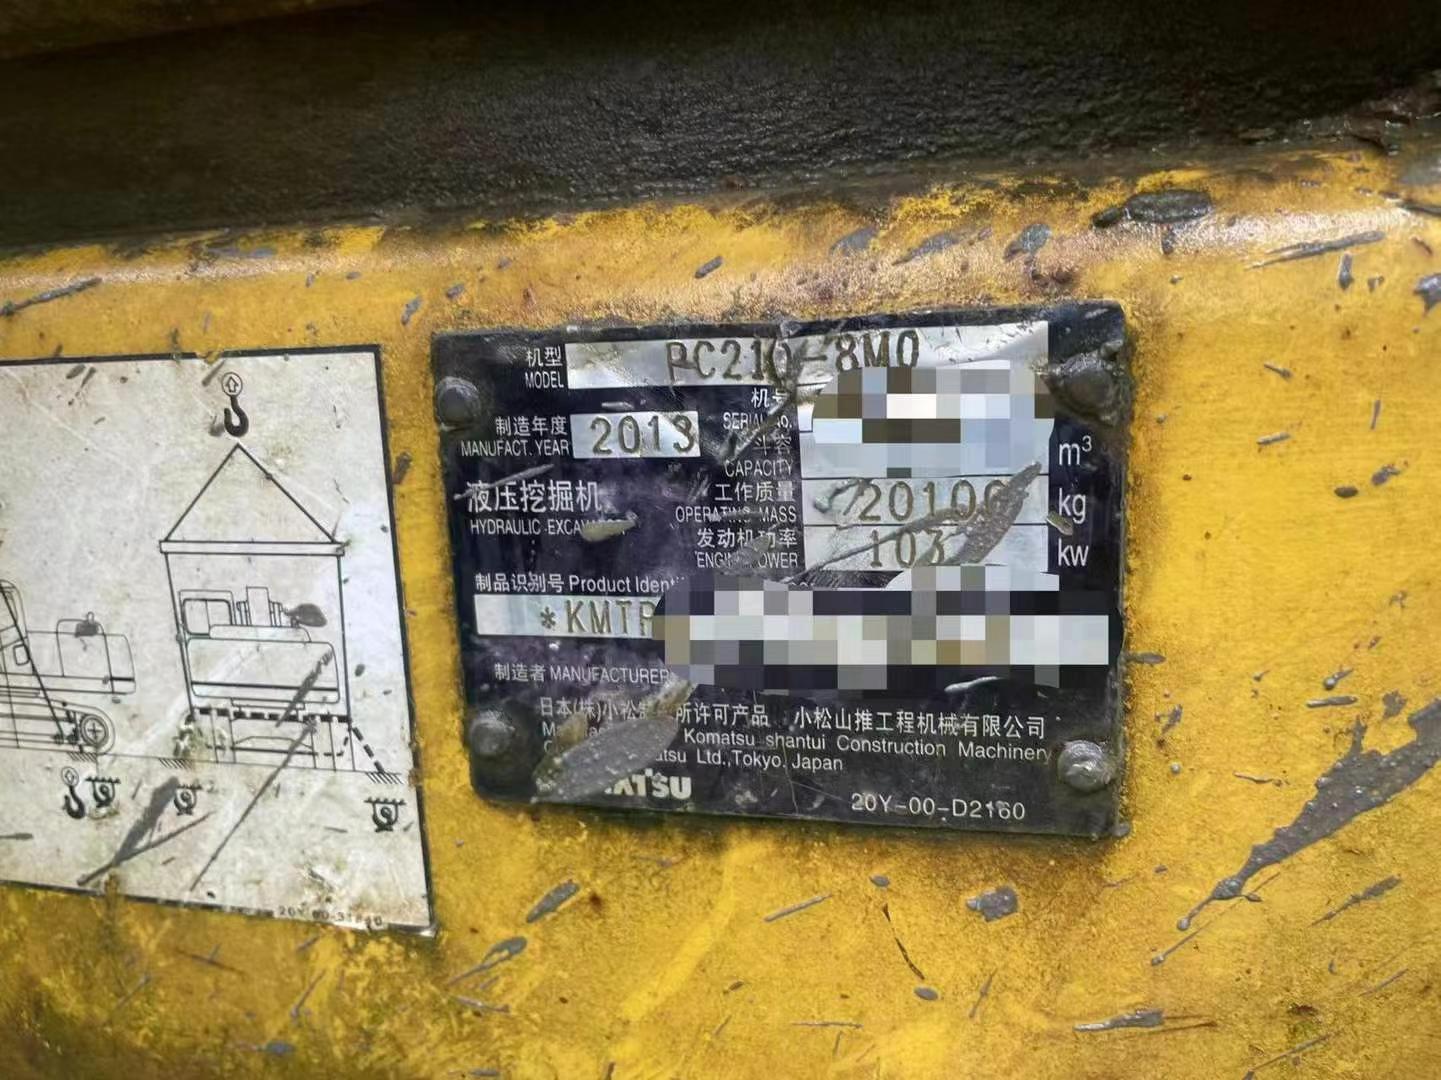 机型
MODEL
PC210-8M0
机号
SERIAL No.
制造年度
MANUFACT. YEAR
2013
斗容
CAPACITY
m³
液压挖掘机
HYDRAULIC
工作质量
OPERATING MASS
20100
kg
发动机功率
ENGINE POWER
103
kw
制品识别号 Product
*KMTP
制造者 MANUFACTURER
日本(株)小松制 所许可产品 小松山推工程机械有限公司
Komatsu shantui Construction Machinery
Ltd.,Tokyo. Japan
20Y-00-D2160